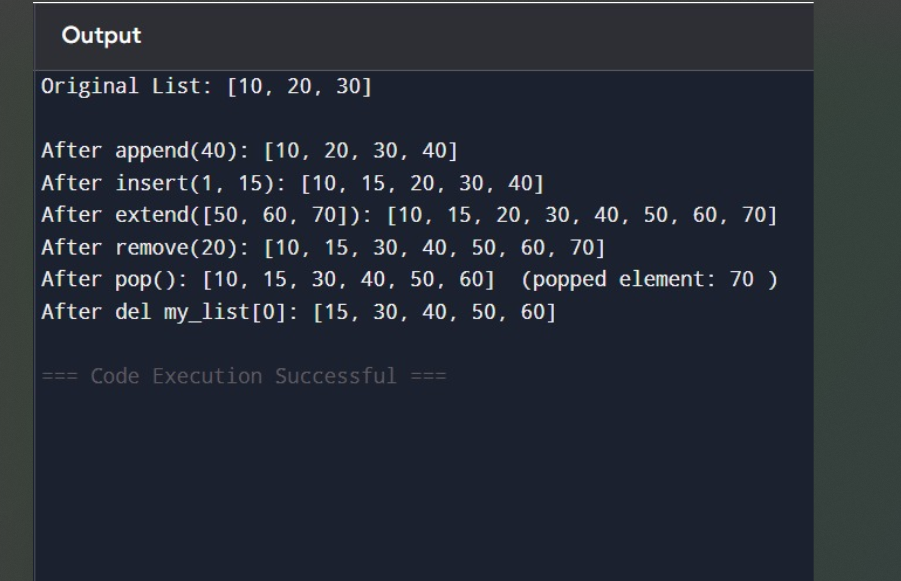 Output
Original List: [10, 20, 30]
After append(40): [10, 20, 30, 40]
After insert(1, 15): [10, 15, 20, 30, 40]
After extend([50, 60, 70]): [10, 15, 20, 30, 40, 50, 60, 70]
After remove(20): [10, 15, 30, 40, 50, 60, 70]
After pop(): [10, 15, 30, 40, 50, 60]  (popped element: 70 )
After del my_list[0]: [15, 30, 40, 50, 60]
=== Code Execution Successful ===